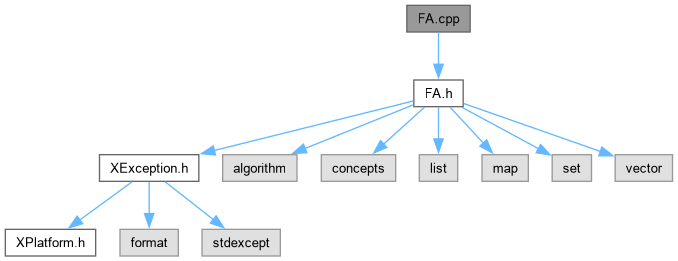 FA.cpp
FA.h
XException.h
algorithm
concepts
list
map
set
vector
XPlatform.h
format
stdexcept